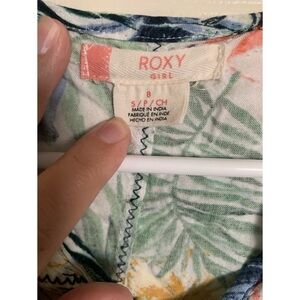 ROXY
GIRL
8
S/P/CH
MADE IN INDIA
FABRIQUÉ EN INDE
HECHO EN INDIA